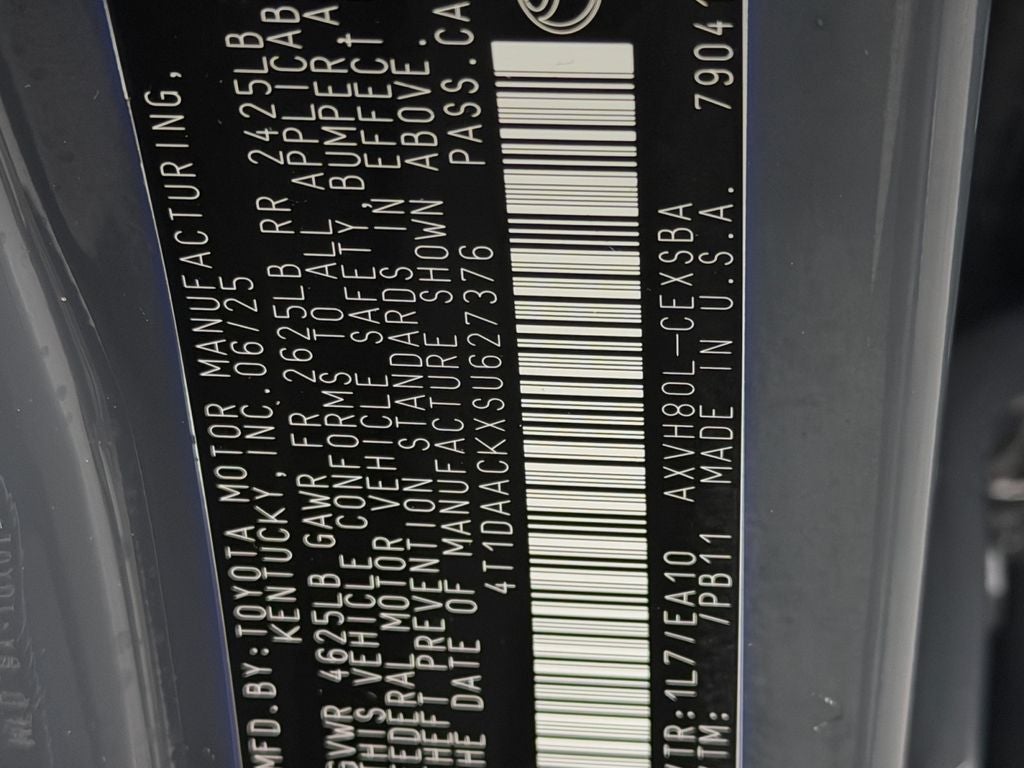 MFD.BY:TOYOTA MOTOR MANUFACTURING,
KENTUCKY, INC. 06/25
GVWR 4625LB GAWR FR 2625LB RR 2425LB
THIS VEHICLE CONFORMS TO ALL APPLICAB
FEDERAL MOTOR VEHICLE SAFETY, BUMPER, A
THEFT PREVENTION STANDARDS IN EFFECT
THE DATE OF MANUFACTURE SHOWN ABOVE.
4T1DAACKXSU627376 PASS.CA
/TR:1L7/EA10 AXVH80L-CEXSBA
TM: /PB11 MADE IN U.S.A. 7904